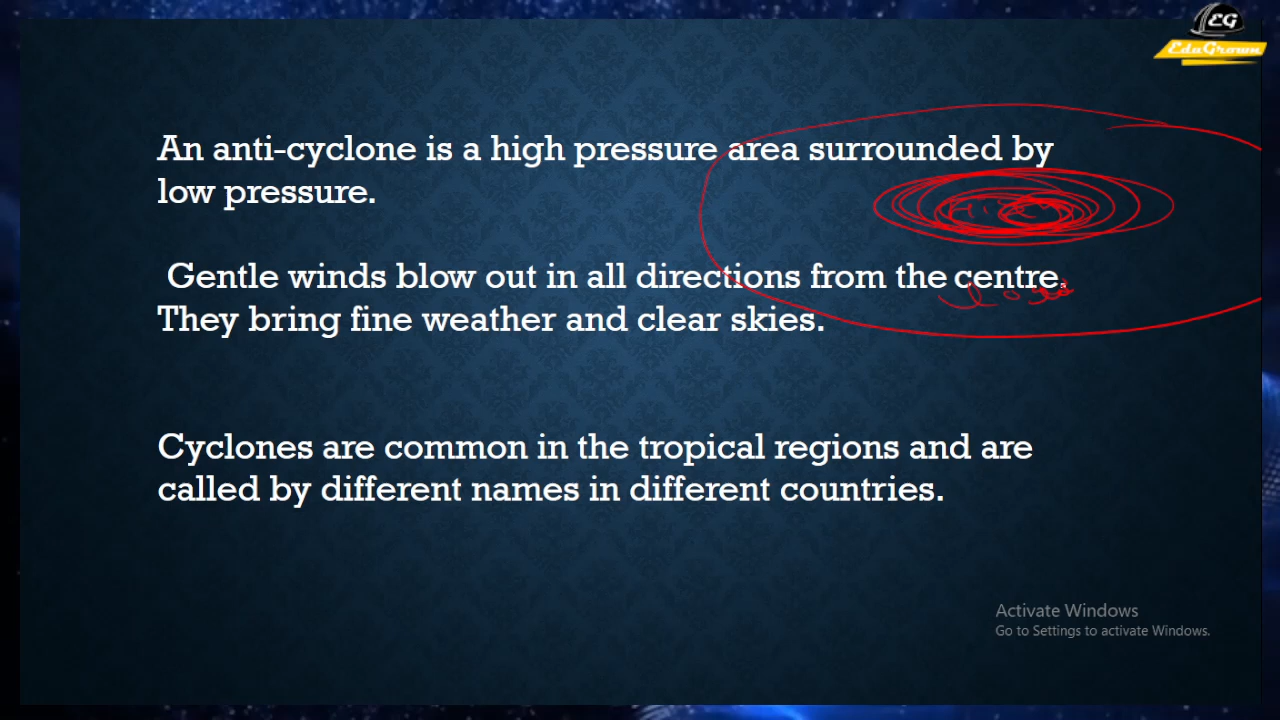 EG
EduGrown
An anti-cyclone is a high pressure area surrounded by
low pressure.
Gentle winds blow out in all directions from the centre.
They bring fine weather and clear skies.
Cyclones are common in the tropical regions and are
called by different names in different countries.
Activate Windows
Go to Settings to activate Windows.